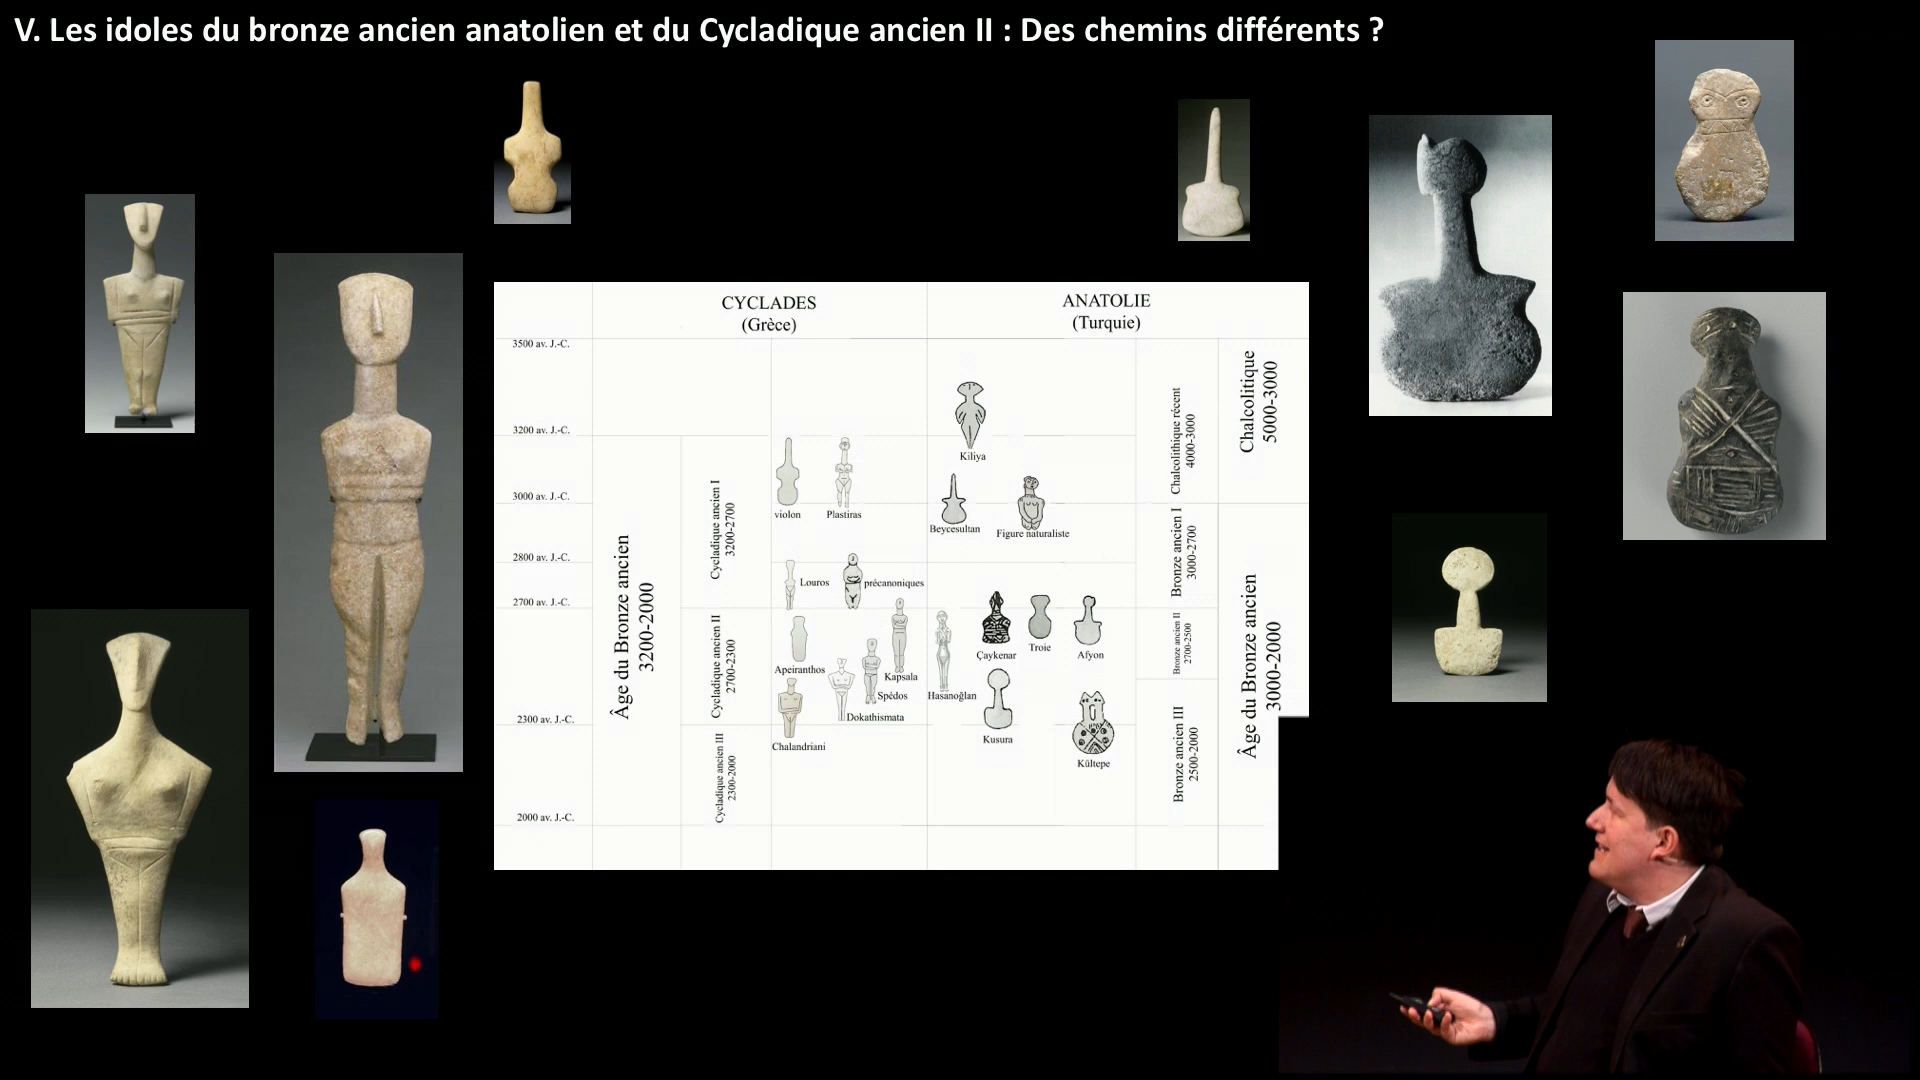 V. Les idoles du bronze ancien anatolien et du Cycladique ancien II : Des chemins différents ?
CYCLADES
(Grèce)
ANATOLIE
(Turquie)
3500 av. J.-C.
3200 av. J.-C.
3000 av. J.-C.
2800 av. J.-C.
2700 av. J.-C.
2300 av. J.-C.
2000 av. J.-C.
Âge du Bronze ancien
3200-2000
Cycladique ancien I
3200-2700
Cycladique ancien II
2700-2300
Cycladique ancien III
2300-2000
violon
Plastiras
Louros
précanoniques
Apeiranthos
Kapsala
Spédos
Dokathismata
Chalandriani
Kiliya
Beycesultan
Figure naturaliste
Çaykenar
Troie
Afyon
Hasanoğlan
Kusura
Kültepe
Chalcolithique récent
4000-3000
Bronze ancien I
3000-2700
Bronze ancien II
2700-2500
Bronze ancien III
2500-2000
Chalcolitique
5000-3000
Âge du Bronze ancien
3000-2000